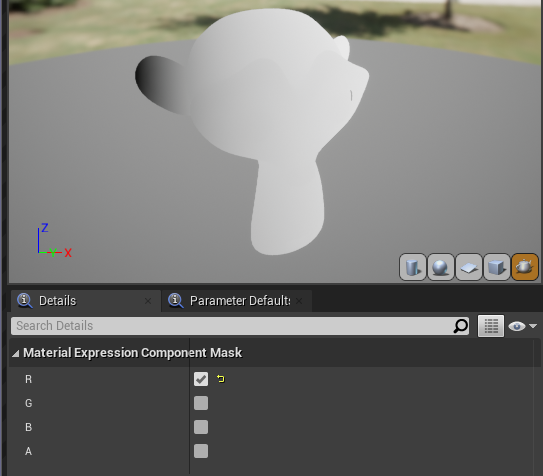 Z
Y X
Details × Parameter Defaults ×
Search Details
Material Expression Component Mask
R
G
B
A